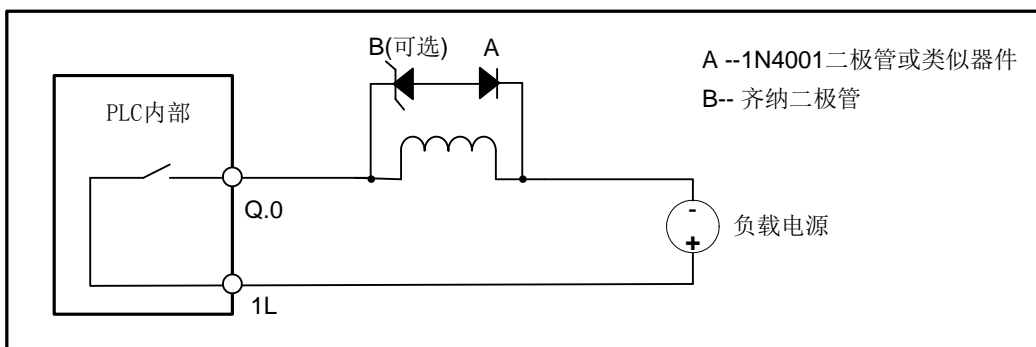 B(可选)
A
A --1N4001二极管或类似器件
B-- 齐纳二极管
PLC内部
Q.0
1L
-
+
负载电源